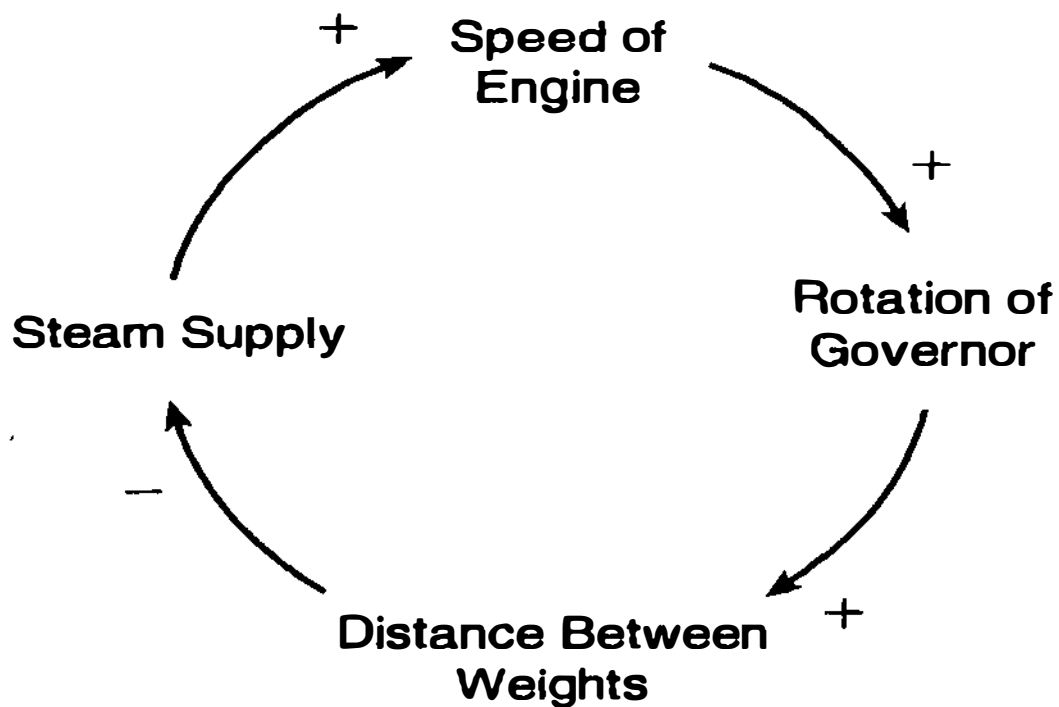 +
Speed of
Engine
+
Rotation of
Governor
Steam Supply
−
Distance Between
Weights
+